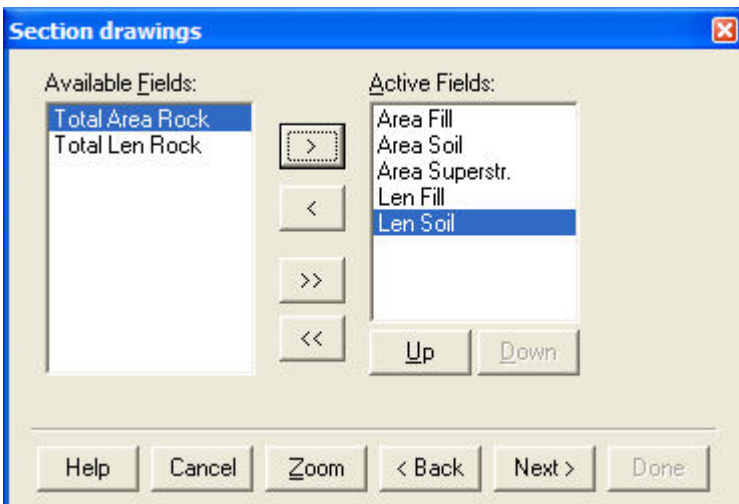 Section drawings
Available Fields:
Total Area Rock
Total Len Rock
>
<
>>
<<
Active Fields:
Area Fill
Area Soil
Area Superstr.
Len Fill
Len Soil
Up
Down
Help
Cancel
Zoom
< Back
Next >
Done